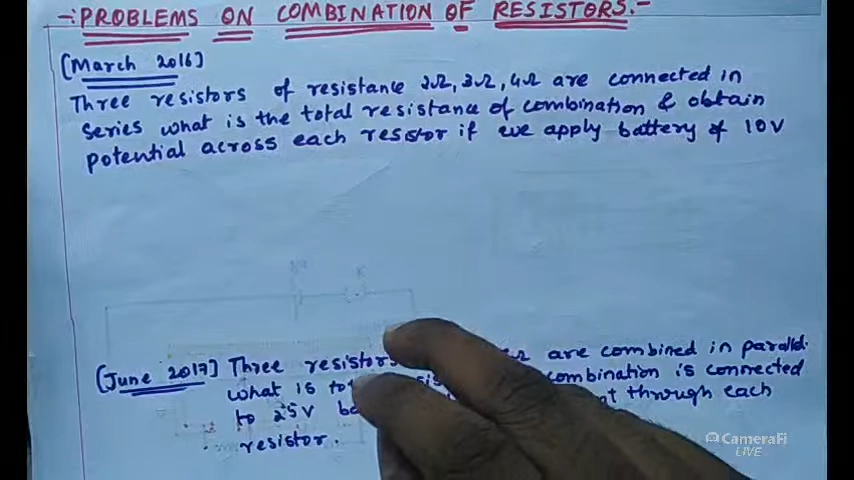 -: PROBLEMS ON COMBINATION OF RESISTORS.-
[March 2016]
Three resistors of resistance 2Ω, 3Ω, 4Ω are connected in
series what is the total resistance of combination & obtain
potential across each resistor if we apply battery of 10V
[June 2017] Three resistors are combined in parallel.
what is combination is connected
to 25V through each
resistor.
CameraFi
LIVE